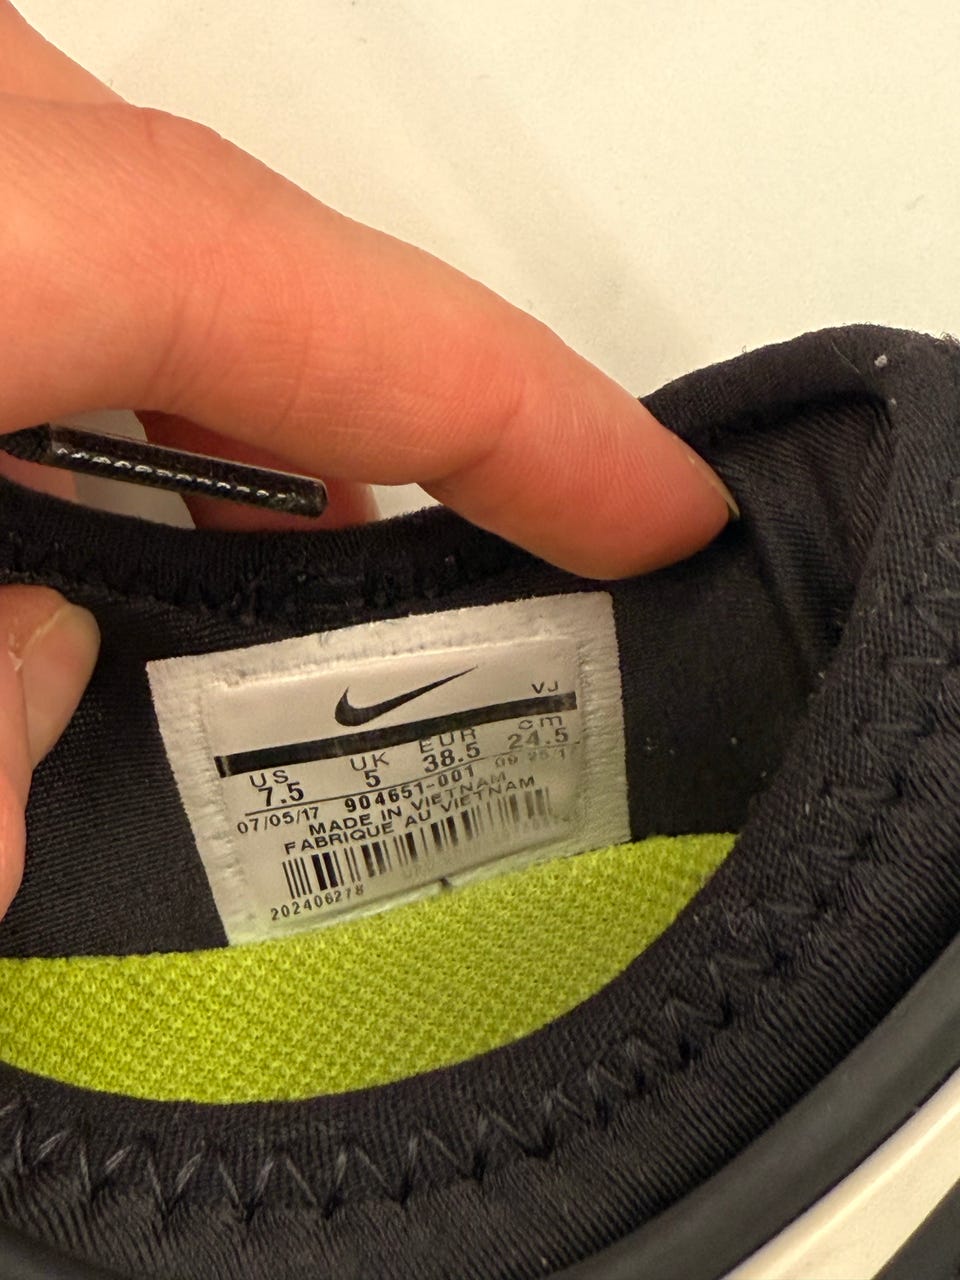 VJ
US UK EUR cm
7.5 5 38.5 24.5
904651-001
07/05/17
MADE IN VIETNAM
FABRIQUE AU VIETNAM
202406278